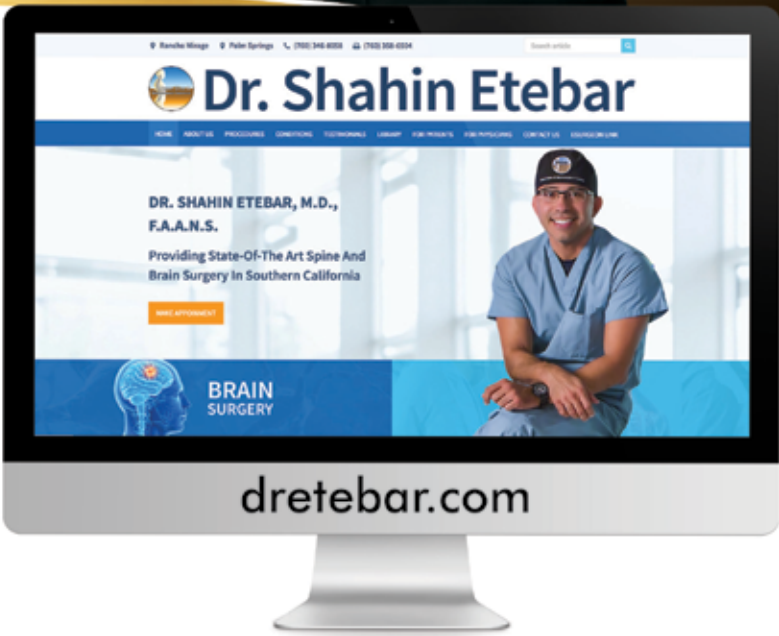 Rancho Mirage Palm Springs
Search article
Dr. Shahin Etebar
HOME ABOUT US PROCEDURES CONDITIONS TESTIMONIALS LIBRARY FOR PATIENTS FOR PHYSICIANS CONTACT US
DR. SHAHIN ETEBAR, M.D.,
F.A.A.N.S.
Providing State-Of-The Art Spine And
Brain Surgery In Southern California
BRAIN
SURGERY
dretebar.com